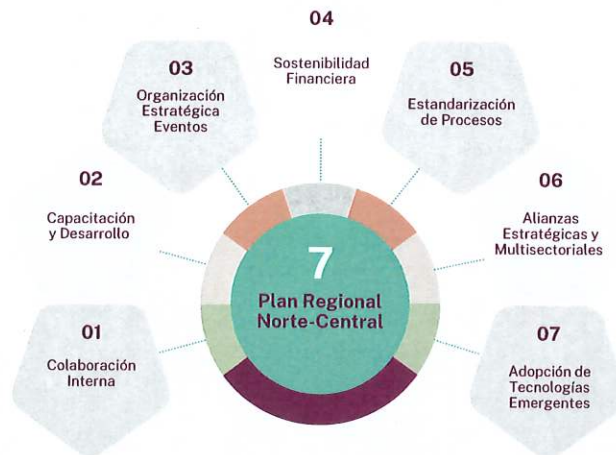 04
Sostenibilidad
Financiera
03
Organización
Estratégica
Eventos
05
Estandarización
de Procesos
02
Capacitación
y Desarrollo
06
Alianzas
Estratégicas y
Multisectoriales
7
Plan Regional
Norte-Central
01
Colaboración
Interna
07
Adopción de
Tecnologías
Emergentes